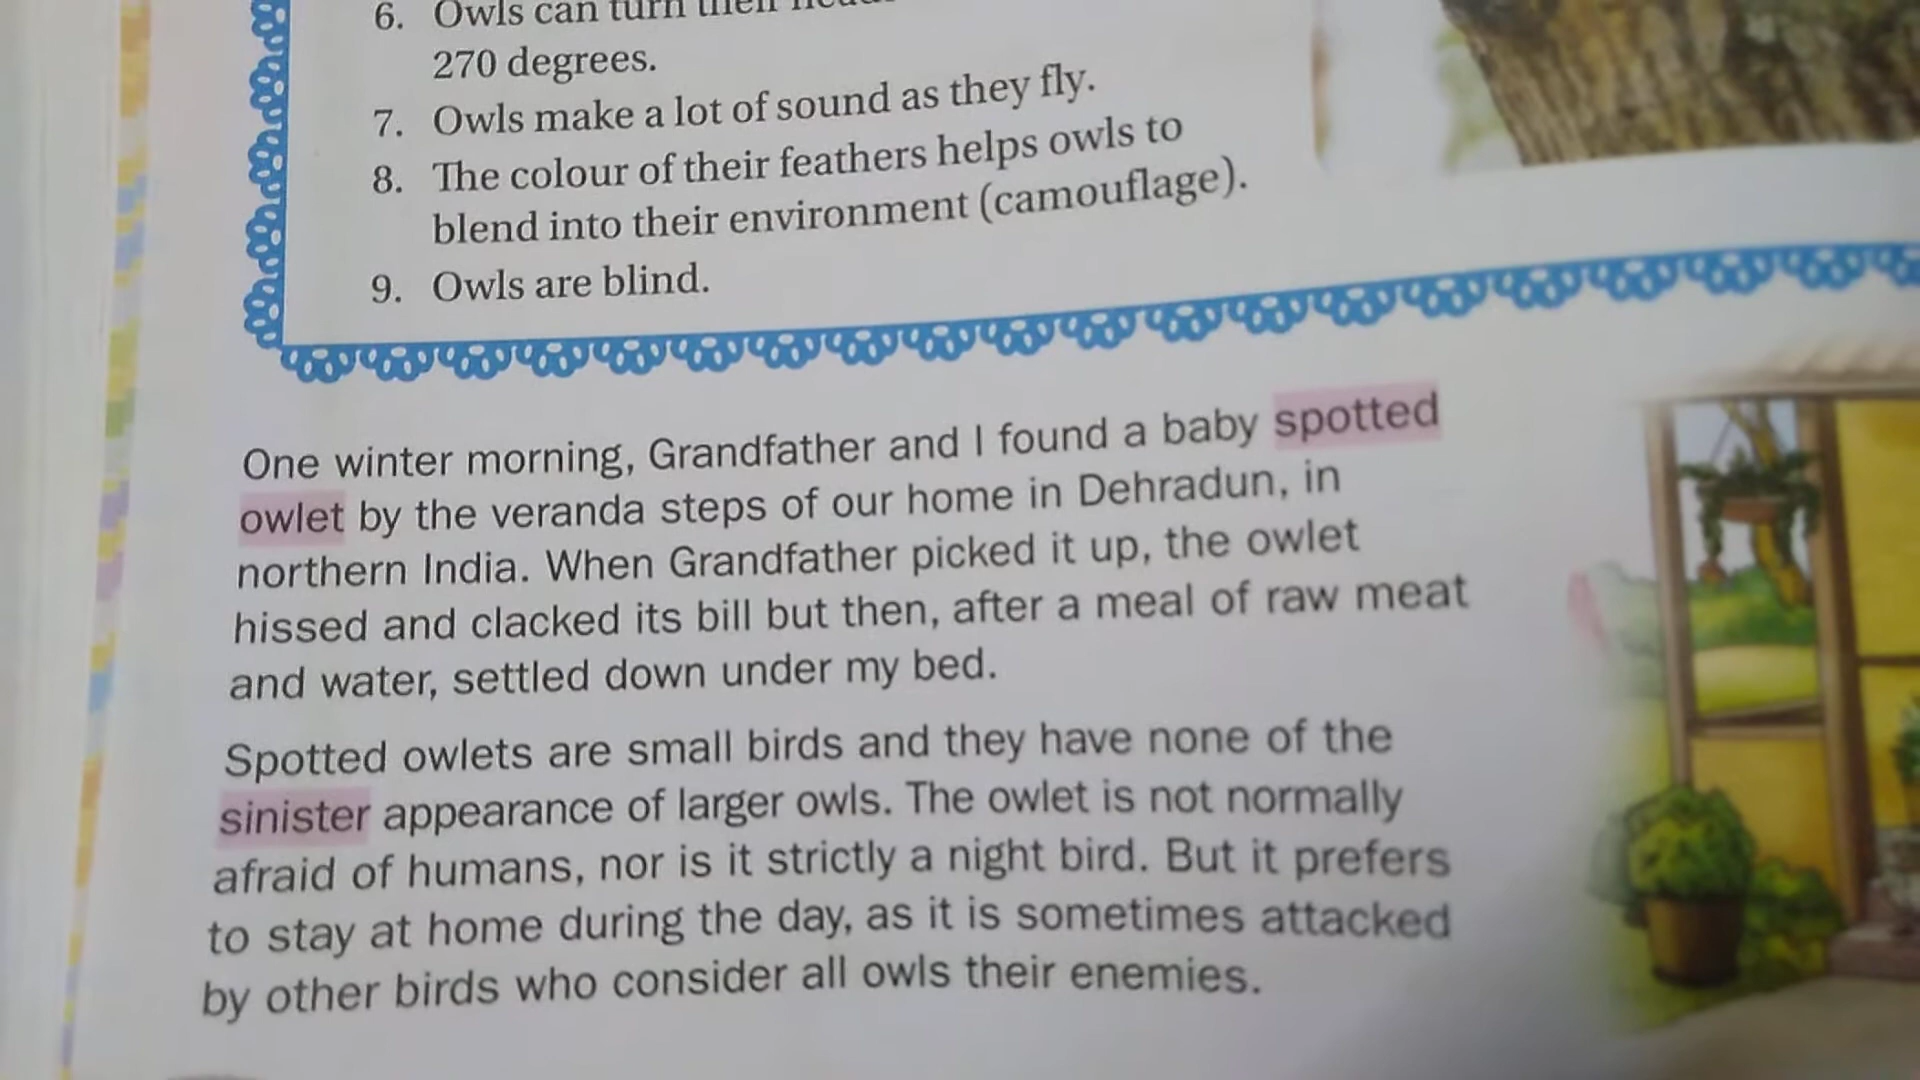 6. Owls can turn their
270 degrees.
7. Owls make a lot of sound as they fly.
8. The colour of their feathers helps owls to
blend into their environment (camouflage).
9. Owls are blind.
One winter morning, Grandfather and I found a baby spotted
owlet by the veranda steps of our home in Dehradun, in
northern India. When Grandfather picked it up, the owlet
hissed and clacked its bill but then, after a meal of raw meat
and water, settled down under my bed.
Spotted owlets are small birds and they have none of the
sinister appearance of larger owls. The owlet is not normally
afraid of humans, nor is it strictly a night bird. But it prefers
to stay at home during the day, as it is sometimes attacked
by other birds who consider all owls their enemies.